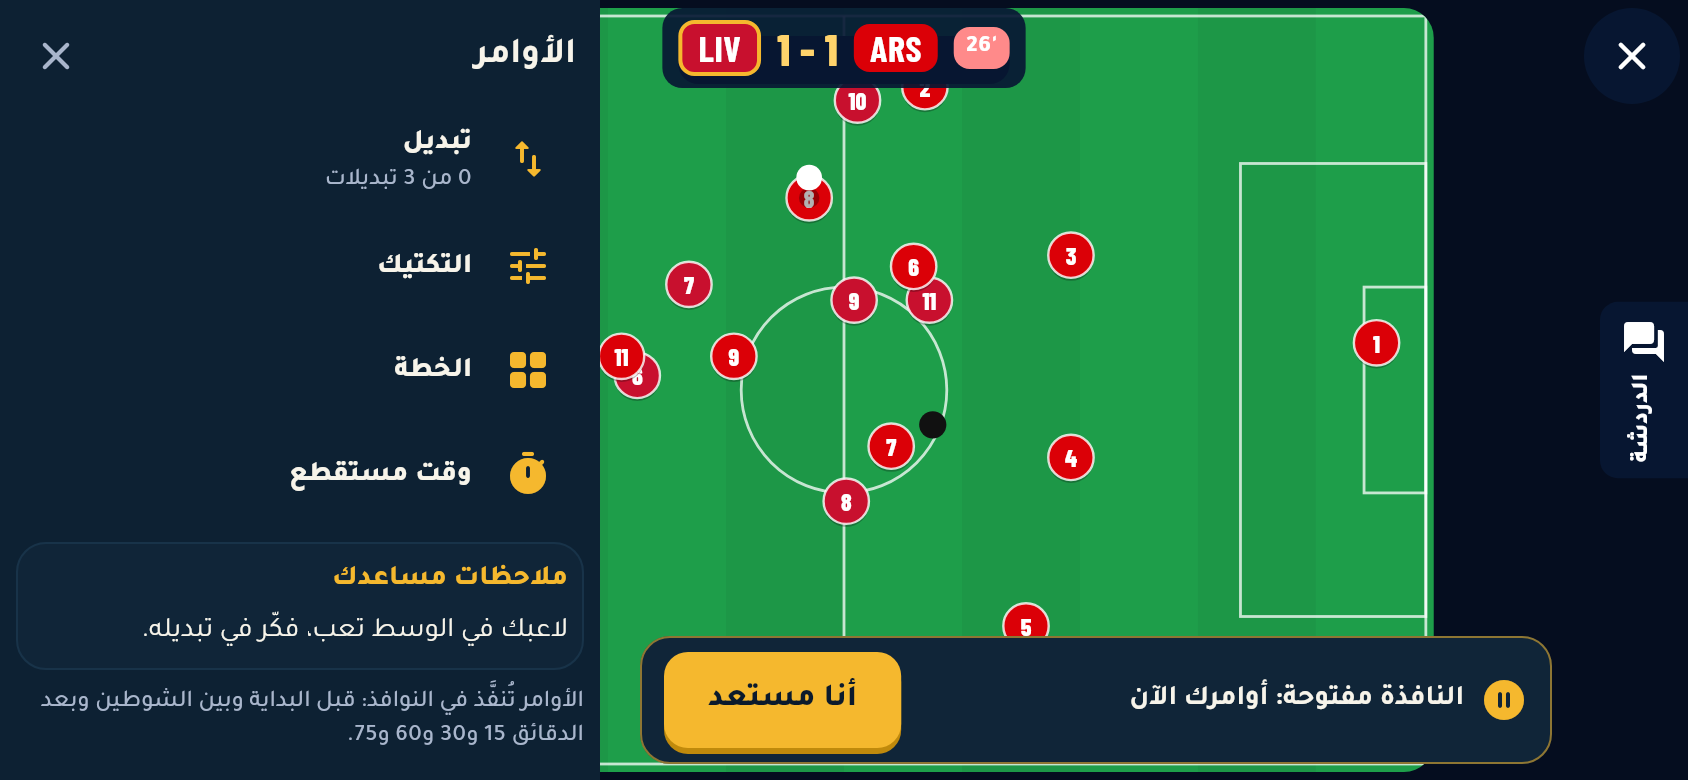 الأوامر
تبديل
0 من 3 تبديلات
التكتيك
الخطة
وقت مستقطع
ملاحظات مساعدك
لاعبك في الوسط تعب، فكّر في تبديله.
الأوامر تُنفَّذ في النوافذ: قبل البداية وبين الشوطين وبعد
الدقائق 15 و30 و60 و75.
LIV 1 - 1 ARS 26'
10
2
8
3
6
7
9
11
1
9
11
6
7
4
8
5
النافذة مفتوحة: أوامرك الآن
أنا مستعد
الدردشة